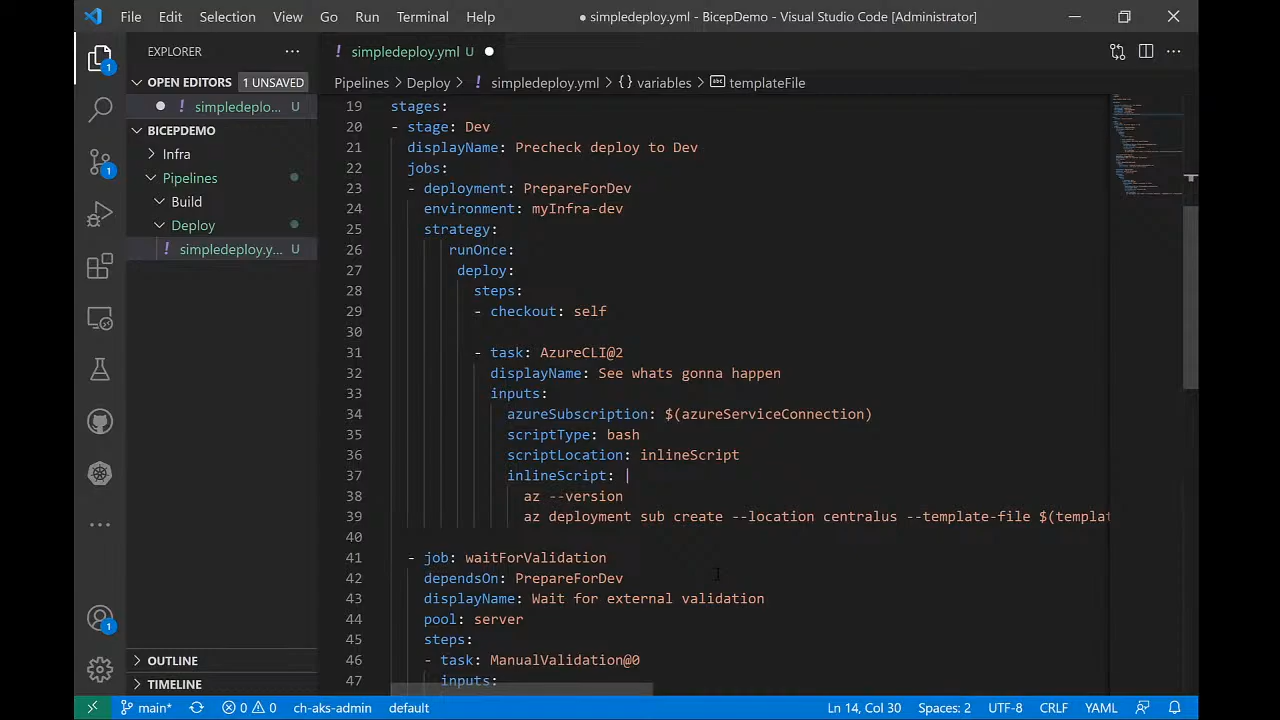 File Edit Selection View Go Run Terminal Help
● simpledeploy.yml - BicepDemo - Visual Studio Code [Administrator]
EXPLORER
OPEN EDITORS 1 UNSAVED
! simpledeplo... U
BICEPDEMO
Infra
Pipelines
Build
Deploy
! simpledeploy.y... U
OUTLINE
TIMELINE
1
1
1
1
! simpledeploy.yml U
Pipelines > Deploy > ! simpledeploy.yml > {} variables > abc templateFile
19 stages:
20 - stage: Dev
21 displayName: Precheck deploy to Dev
22 jobs:
23 - deployment: PrepareForDev
24 environment: myInfra-dev
25 strategy:
26 runOnce:
27 deploy:
28 steps:
29 - checkout: self
30
31 - task: AzureCLI@2
32 displayName: See whats gonna happen
33 inputs:
34 azureSubscription: $(azureServiceConnection)
35 scriptType: bash
36 scriptLocation: inlineScript
37 inlineScript: |
38 az --version
39 az deployment sub create --location centralus --template-file $(templat
40
41 - job: waitForValidation
42 dependsOn: PrepareForDev
43 displayName: Wait for external validation
44 pool: server
45 steps:
46 - task: ManualValidation@0
47 inputs:
main* 0 0 ch-aks-admin default Ln 14, Col 30 Spaces: 2 UTF-8 CRLF YAML